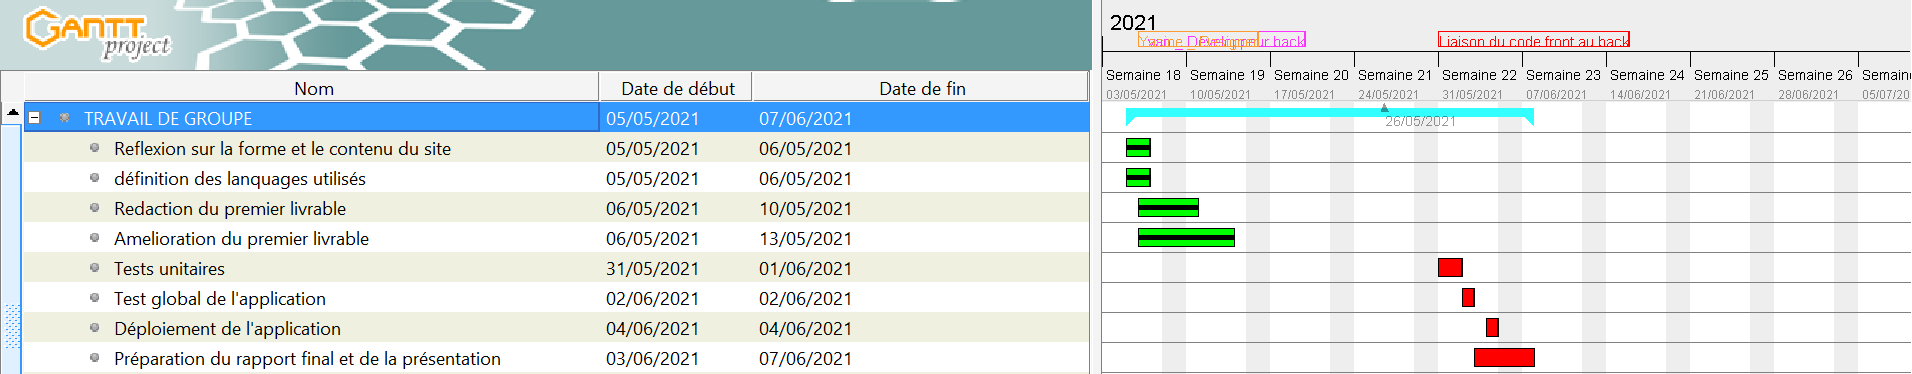 GANTT
project
2021
Développeur back
Liaison du code front au back
Nom
Date de début
Date de fin
Semaine 18 Semaine 19 Semaine 20 Semaine 21 Semaine 22 Semaine 23 Semaine 24 Semaine 25 Semaine 26
03/05/2021 10/05/2021 17/05/2021 24/05/2021 31/05/2021 07/06/2021 14/06/2021 21/06/2021 28/06/2021
TRAVAIL DE GROUPE 05/05/2021 07/06/2021
26/05/2021
Reflexion sur la forme et le contenu du site 05/05/2021 06/05/2021
définition des lanquages utilisés 05/05/2021 06/05/2021
Redaction du premier livrable 06/05/2021 10/05/2021
Amelioration du premier livrable 06/05/2021 13/05/2021
Tests unitaires 31/05/2021 01/06/2021
Test global de l'application 02/06/2021 02/06/2021
Déploiement de l'application 04/06/2021 04/06/2021
Préparation du rapport final et de la présentation 03/06/2021 07/06/2021